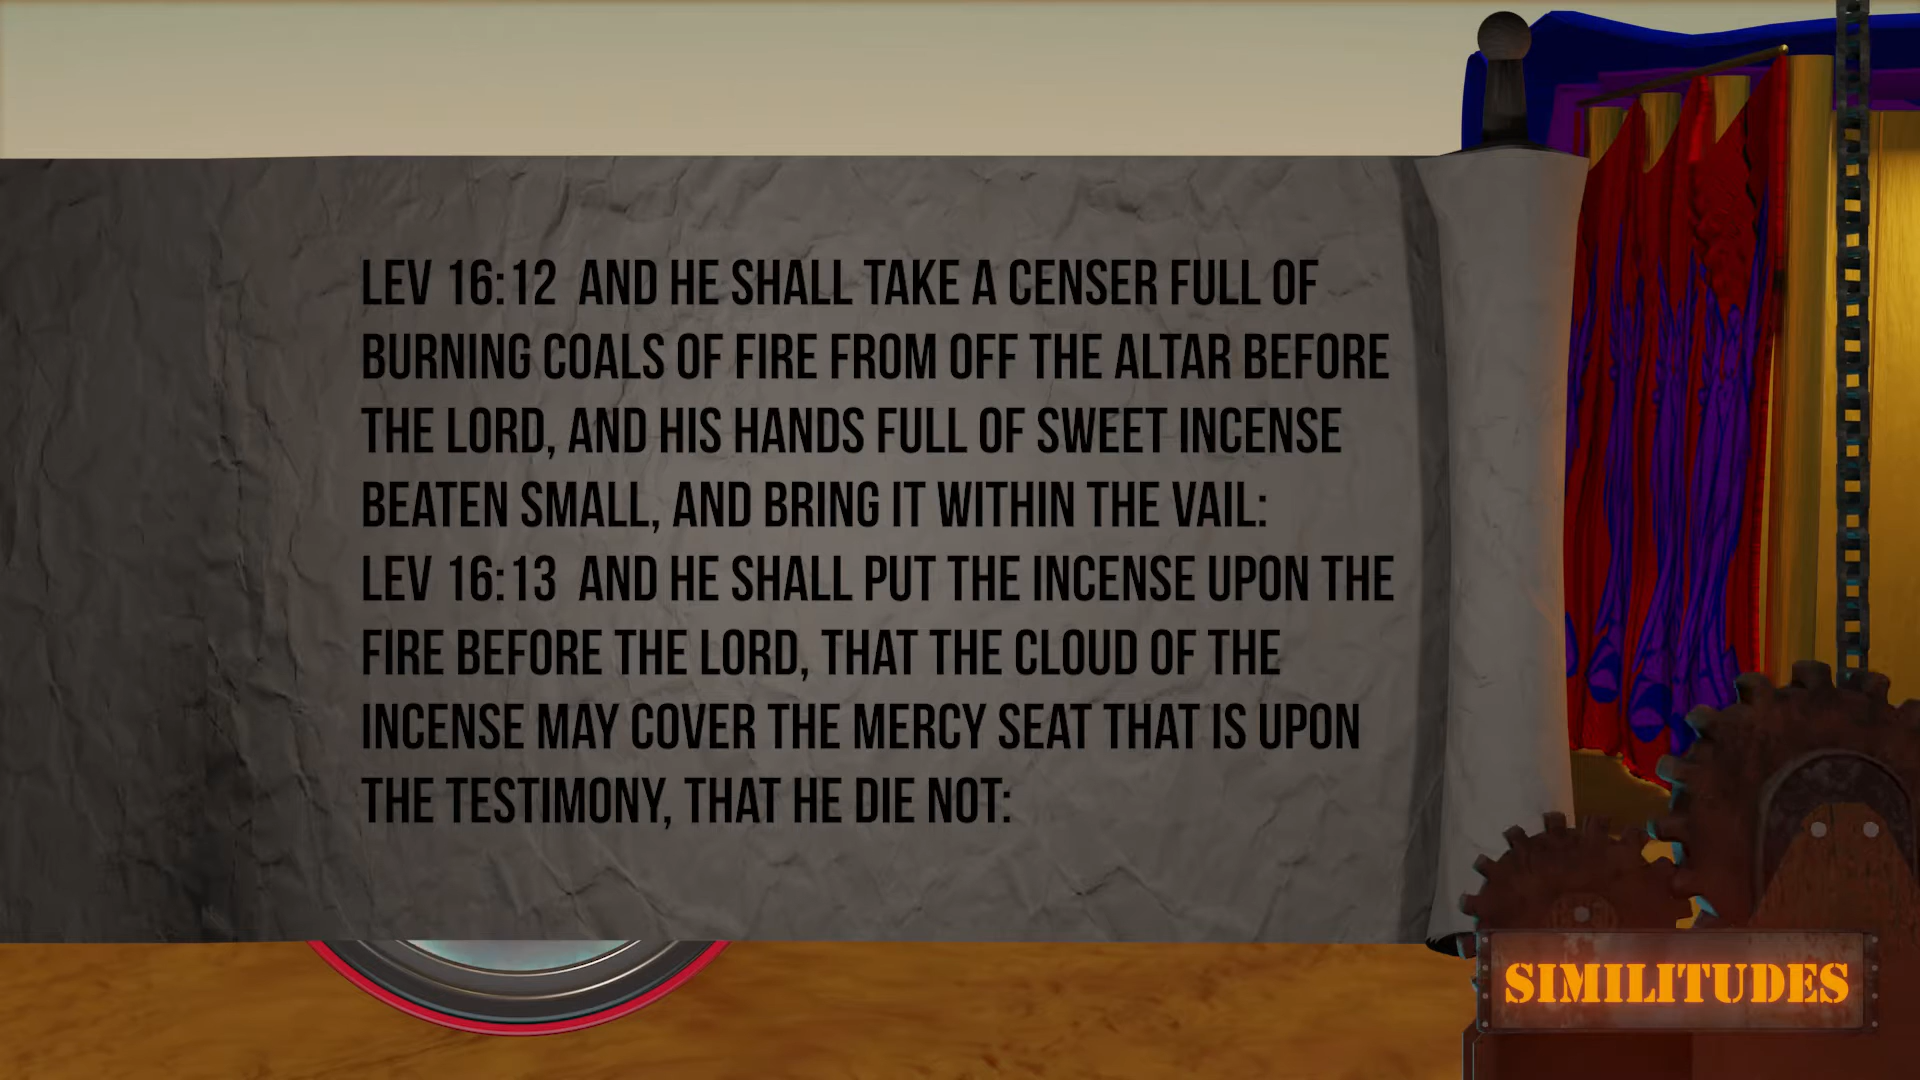 LEV 16:12  AND HE SHALL TAKE A CENSER FULL OF
BURNING COALS OF FIRE FROM OFF THE ALTAR BEFORE
THE LORD, AND HIS HANDS FULL OF SWEET INCENSE
BEATEN SMALL, AND BRING IT WITHIN THE VAIL:
LEV 16:13  AND HE SHALL PUT THE INCENSE UPON THE
FIRE BEFORE THE LORD, THAT THE CLOUD OF THE
INCENSE MAY COVER THE MERCY SEAT THAT IS UPON
THE TESTIMONY, THAT HE DIE NOT:
SIMILITUDES